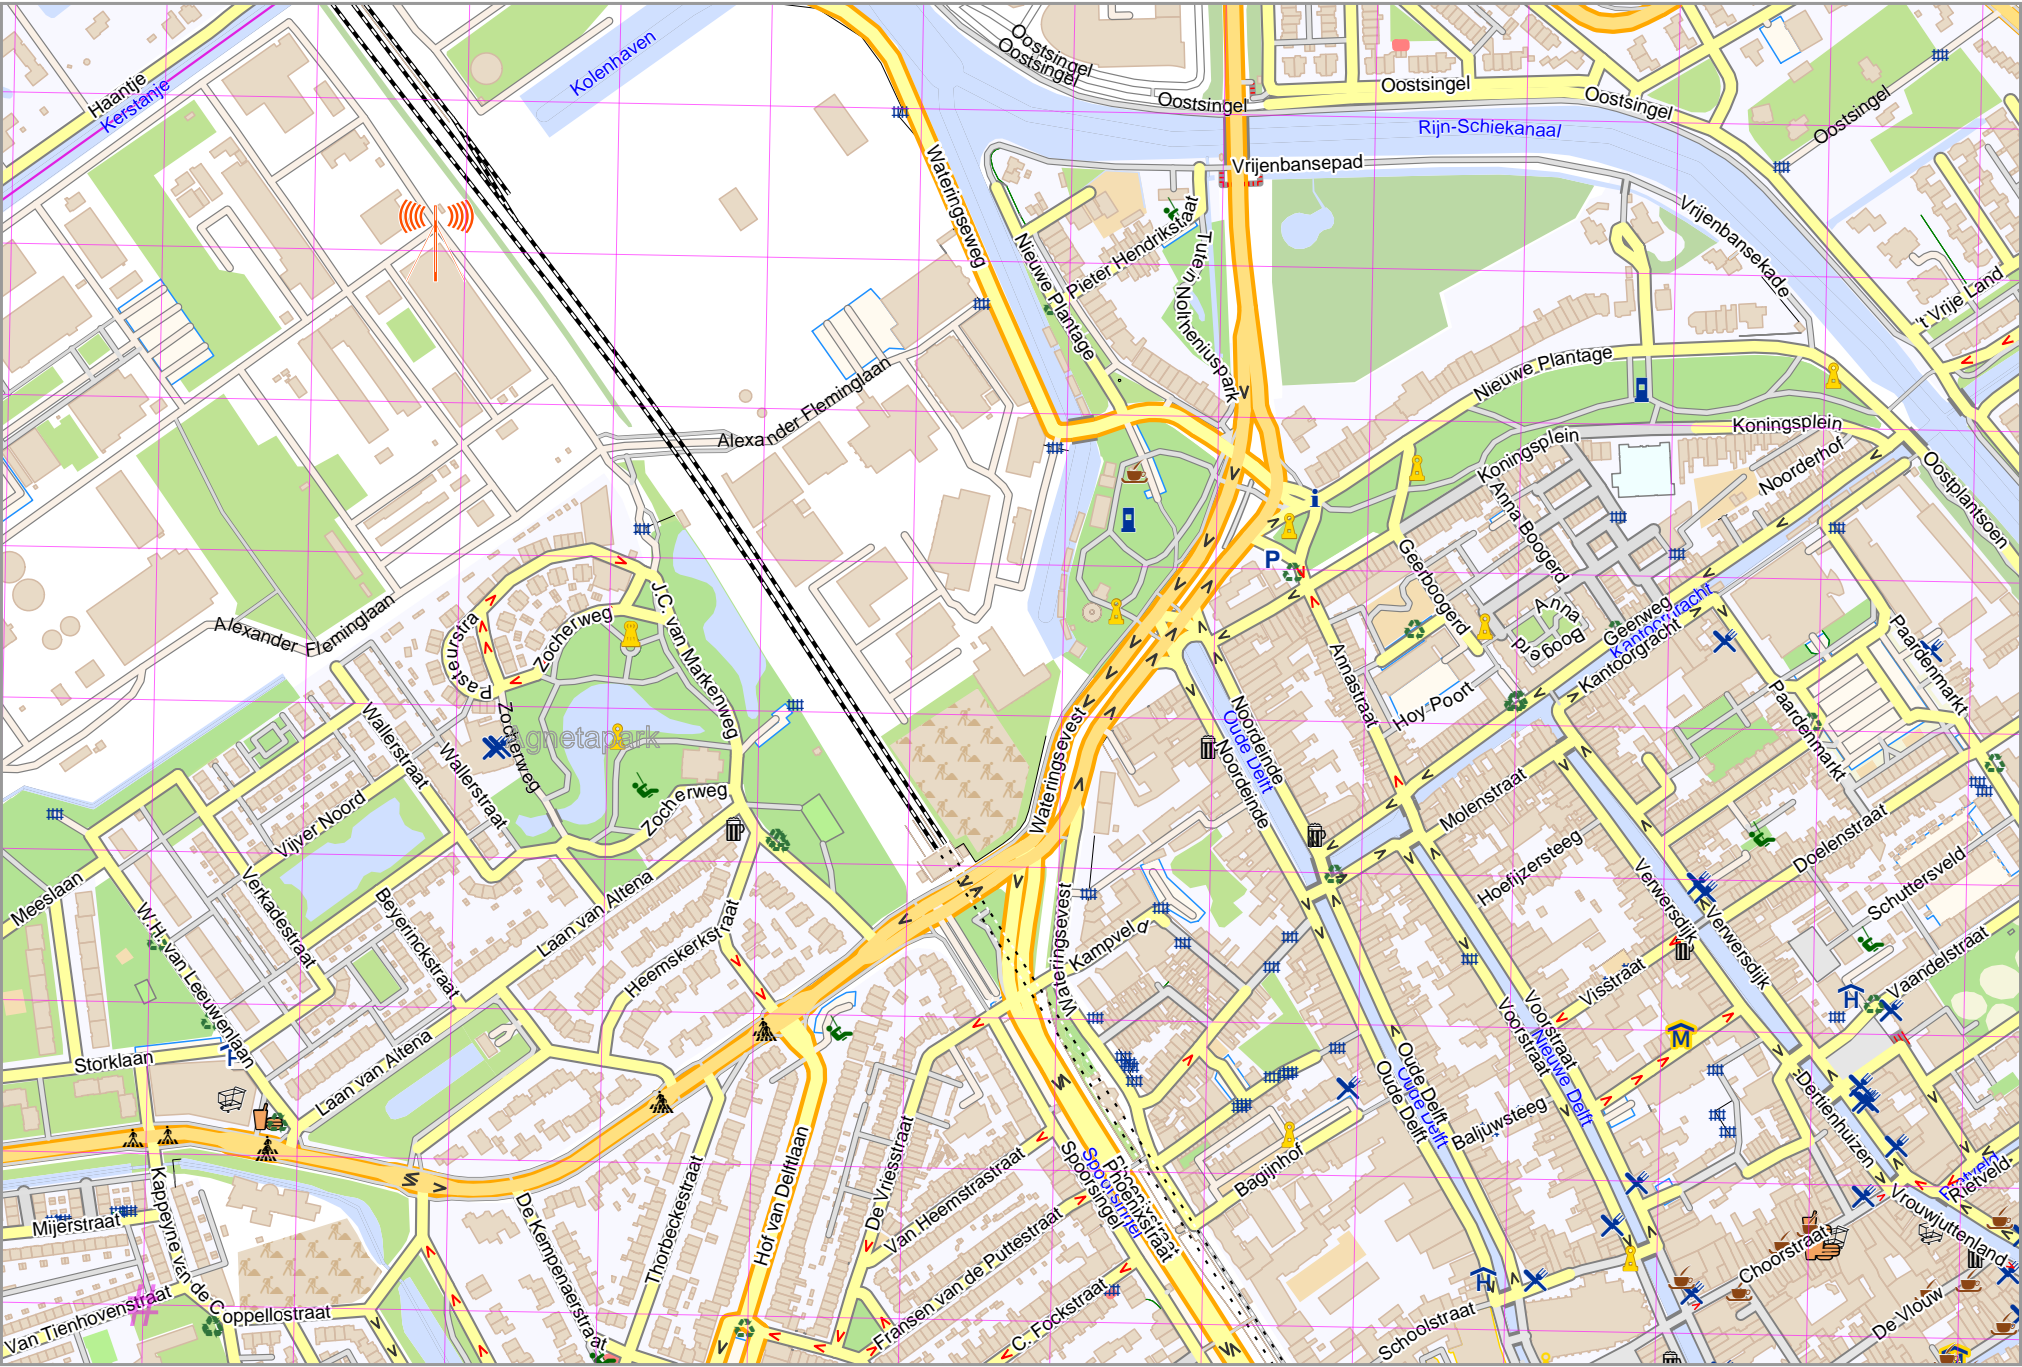 Haantje
Kerstanje
Kolenhaven
Oostsingel
Oostsingel
Oostsingel
Oostsingel
Oostsingel
Oostsingel
Rijn-Schiekanaal
Vrijenbansepad
Wateringseweg
Nieuwe Plantage
Pieter Hendrikstraat
Tutein Noltheniuspark
Vrijenbansekade
't Vrije Land
Nieuwe Plantage
Alexander Fleminglaan
Koningsplein
Koningsplein
Noorderhof
Oostplantsoen
Anna Boogerd
i
P
Geerboogerd
Anna Boogerd
Geerweg
Kantoorgracht
Kantoorgracht
Paardenmarkt
Alexander Fleminglaan
Pasteurstraat
Zocherweg
J.C. van Markenweg
Annastraat
Hoy Poort
Paardenmarkt
Wallerstraat
Wallerstraat
Zocherweg
Agnetapark
Wateringsevest
Noordeinde
Oude Delft
Noordeinde
Molenstraat
Zocherweg
Vijver Noord
Hoefijzersteeg
Doelenstraat
Schuttersveld
Meeslaan
Verkadestraat
Beyerinckstraat
Laan van Altena
Heemskerkstraat
Wateringsevest
Kampveld
Verwersdijk
Verwersdijk
Visstraat
Vaandelstraat
W.H. van Leeuwenlaan
H
M
Voorstraat
Voorstraat
Nieuwe Delft
Storklaan
P
Laan van Altena
Oude Delft
Oude Delft
Oude Delft
Baljuwsteeg
Dertienhuizen
De Vriesstraat
Van Heemstrastraat
Bagijnhof
Spoorsingel
Spoorsingel
Phoenixstraat
Phoenixstraat
Rietveld
Rietveld
Vrouwjuttenland
Mijerstraat
Kappeyne van de Coppellostraat
De Kempenaerstraat
Thorbeckestraat
Hof van Delftlaan
Fransen van de Puttestraat
C. Fockstraat
H
Schoolstraat
Choorstraat
De Vlouw
Van Tienhovenstraat
#